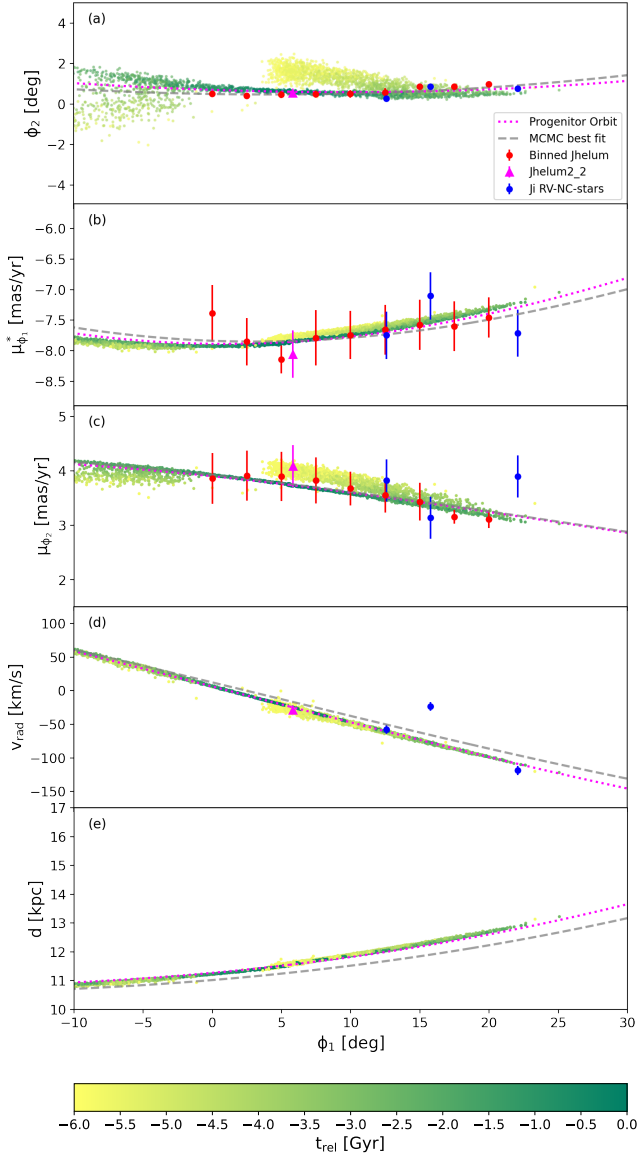 (a)
4
2
0
−2
−4
ϕ2 [deg]
Progenitor Orbit
MCMC best fit
Binned Jhelum
Jhelum2_2
Ji RV-NC-stars
(b)
−6.0
−6.5
−7.0
−7.5
−8.0
−8.5
μ*ϕ1 [mas/yr]
(c)
5
4
3
2
μϕ2 [mas/yr]
(d)
100
50
0
−50
−100
−150
vrad [km/s]
(e)
17
16
15
14
13
12
11
10
d [kpc]
−10 −5 0 5 10 15 20 25 30
ϕ1 [deg]
−6.0 −5.5 −5.0 −4.5 −4.0 −3.5 −3.0 −2.5 −2.0 −1.5 −1.0 −0.5 0.0
trel [Gyr]